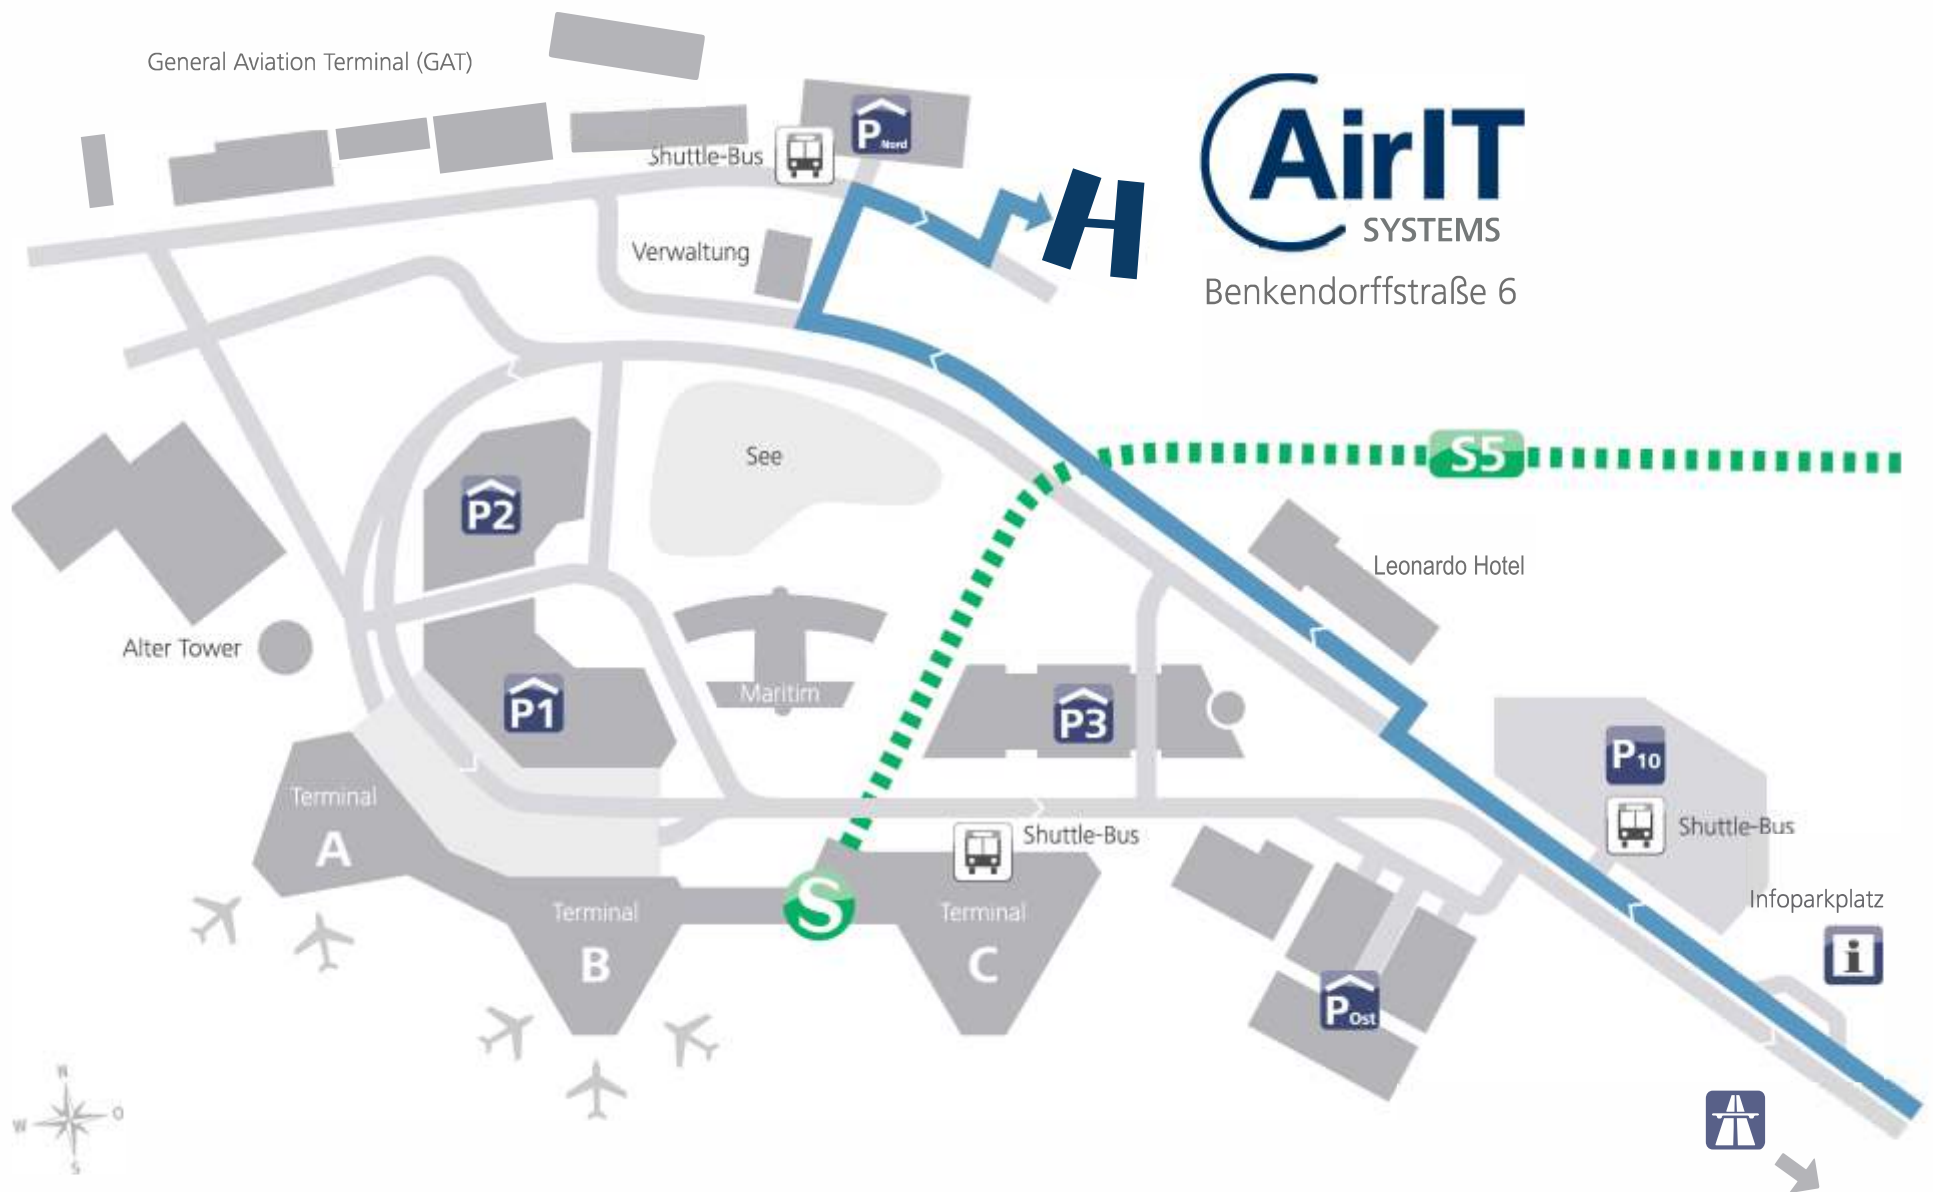 General Aviation Terminal (GAT)
P Nord
Shuttle-Bus
H
AirIT
SYSTEMS
Benkendorffstraße 6
Verwaltung
See
S5
P2
Leonardo Hotel
Alter Tower
P1
Maritim
P3
P10
Shuttle-Bus
Terminal
A
Shuttle-Bus
Infoparkplatz
i
Terminal
B
S
Terminal
C
P Ost
N
W
O
S